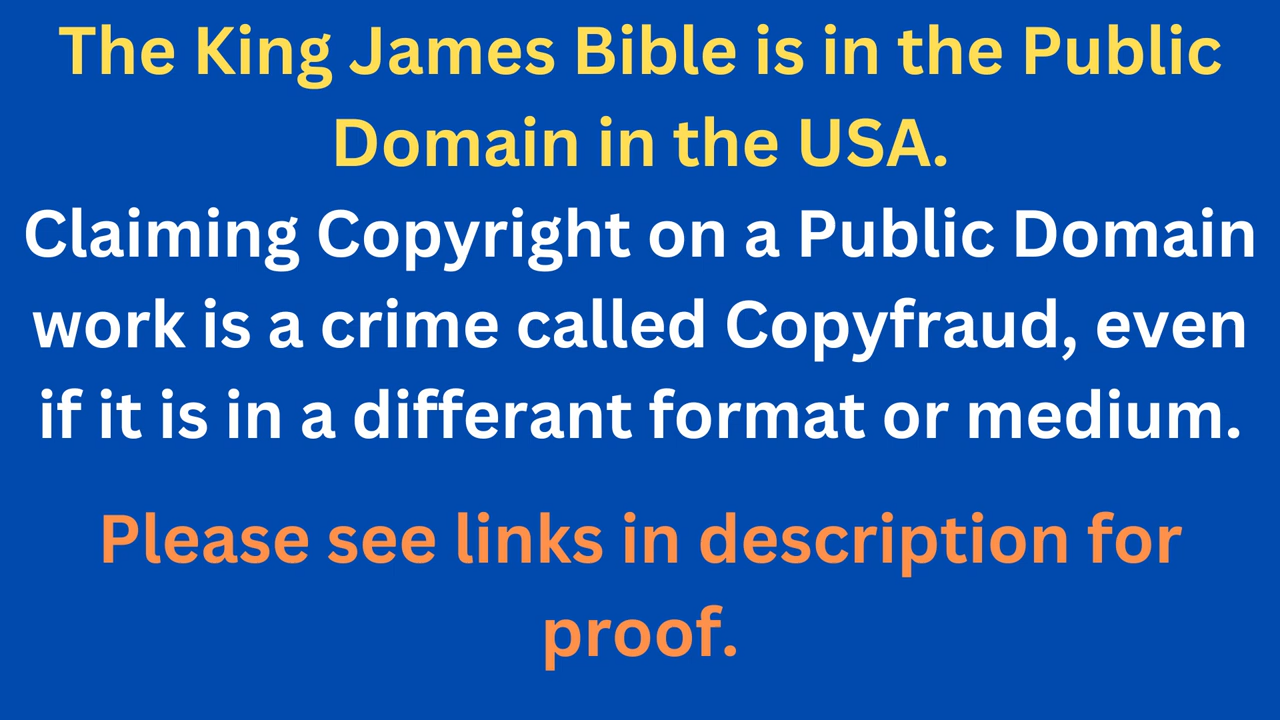 The King James Bible is in the Public
Domain in the USA.
Claiming Copyright on a Public Domain
work is a crime called Copyfraud, even
if it is in a differant format or medium.
Please see links in description for
proof.